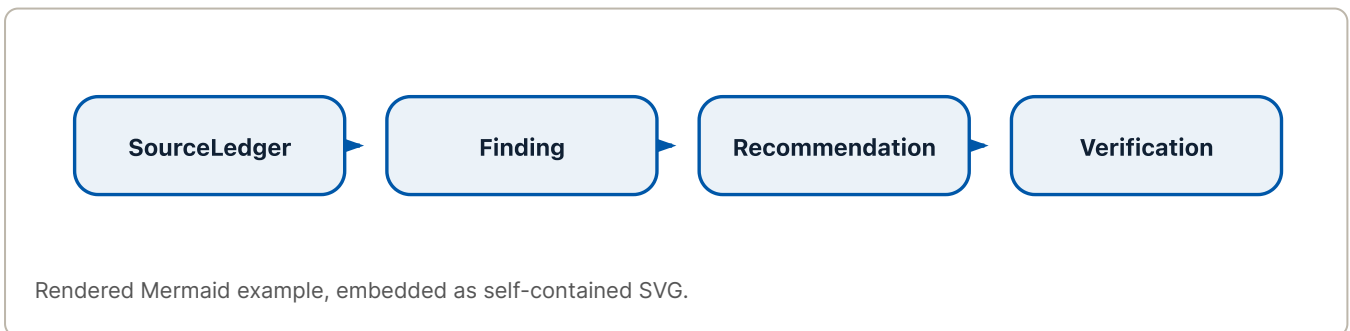 SourceLedger
Finding
Recommendation
Verification
Rendered Mermaid example, embedded as self-contained SVG.